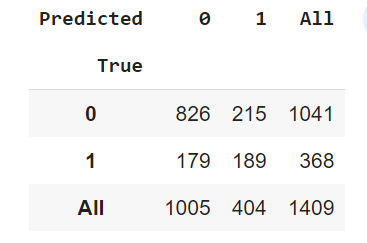 Predicted 0 1 All
True
0 826 215 1041
1 179 189 368
All 1005 404 1409